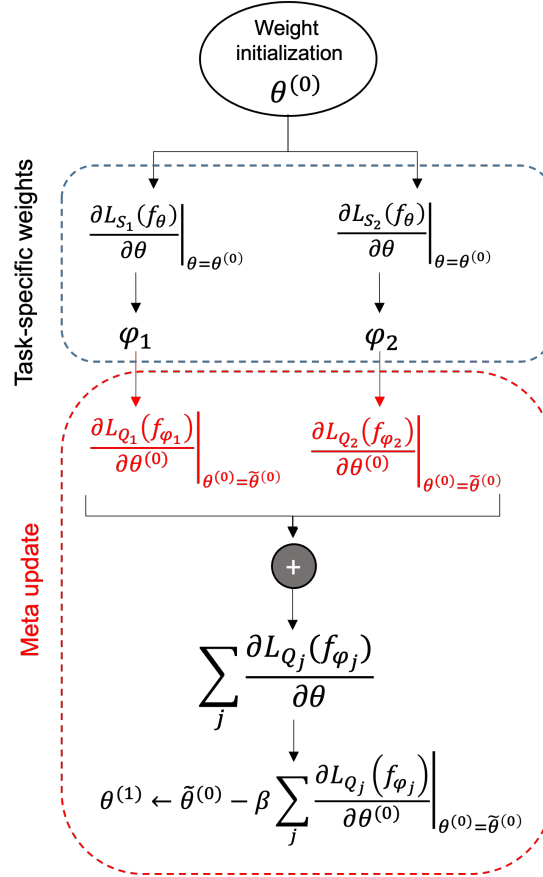 Weight
initialization
θ^(0)
Task-specific weights
∂L_{S_1}(f_θ)/∂θ |_{θ=θ^(0)}
∂L_{S_2}(f_θ)/∂θ |_{θ=θ^(0)}
φ_1
φ_2
Meta update
∂L_{Q_1}(f_{φ_1})/∂θ^(0) |_{θ^(0)=θ̃^(0)}
∂L_{Q_2}(f_{φ_2})/∂θ^(0) |_{θ^(0)=θ̃^(0)}
+
∑_j ∂L_{Q_j}(f_{φ_j})/∂θ
θ^(1) ← θ̃^(0) − β ∑_j ∂L_{Q_j}(f_{φ_j})/∂θ^(0) |_{θ^(0)=θ̃^(0)}